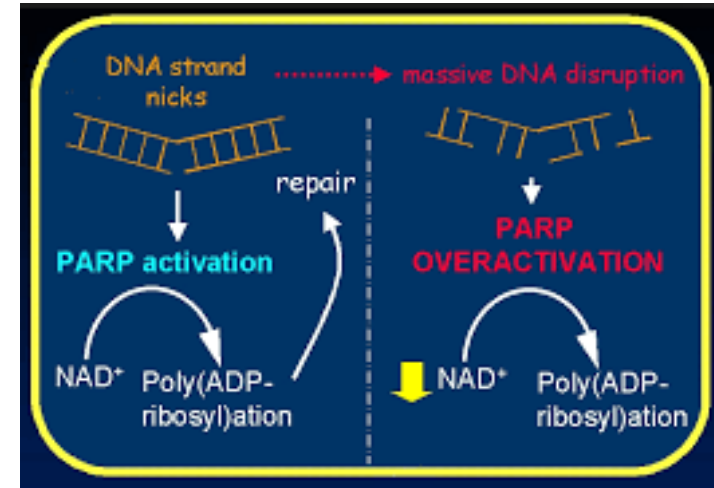 DNA strand
nicks
massive DNA disruption
repair
PARP activation
NAD⁺
Poly(ADP-
ribosyl)ation
PARP
OVERACTIVATION
NAD⁺
Poly(ADP-
ribosyl)ation